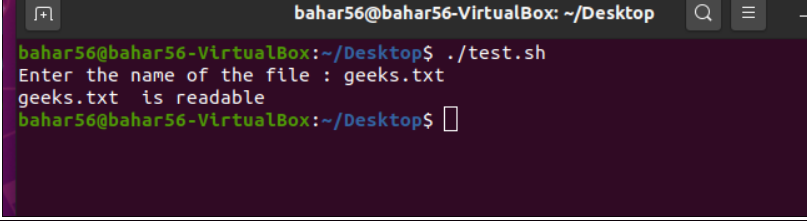 bahar56@bahar56-VirtualBox: ~/Desktop
bahar56@bahar56-VirtualBox:~/Desktop$ ./test.sh
Enter the name of the file : geeks.txt
geeks.txt  is readable
bahar56@bahar56-VirtualBox:~/Desktop$